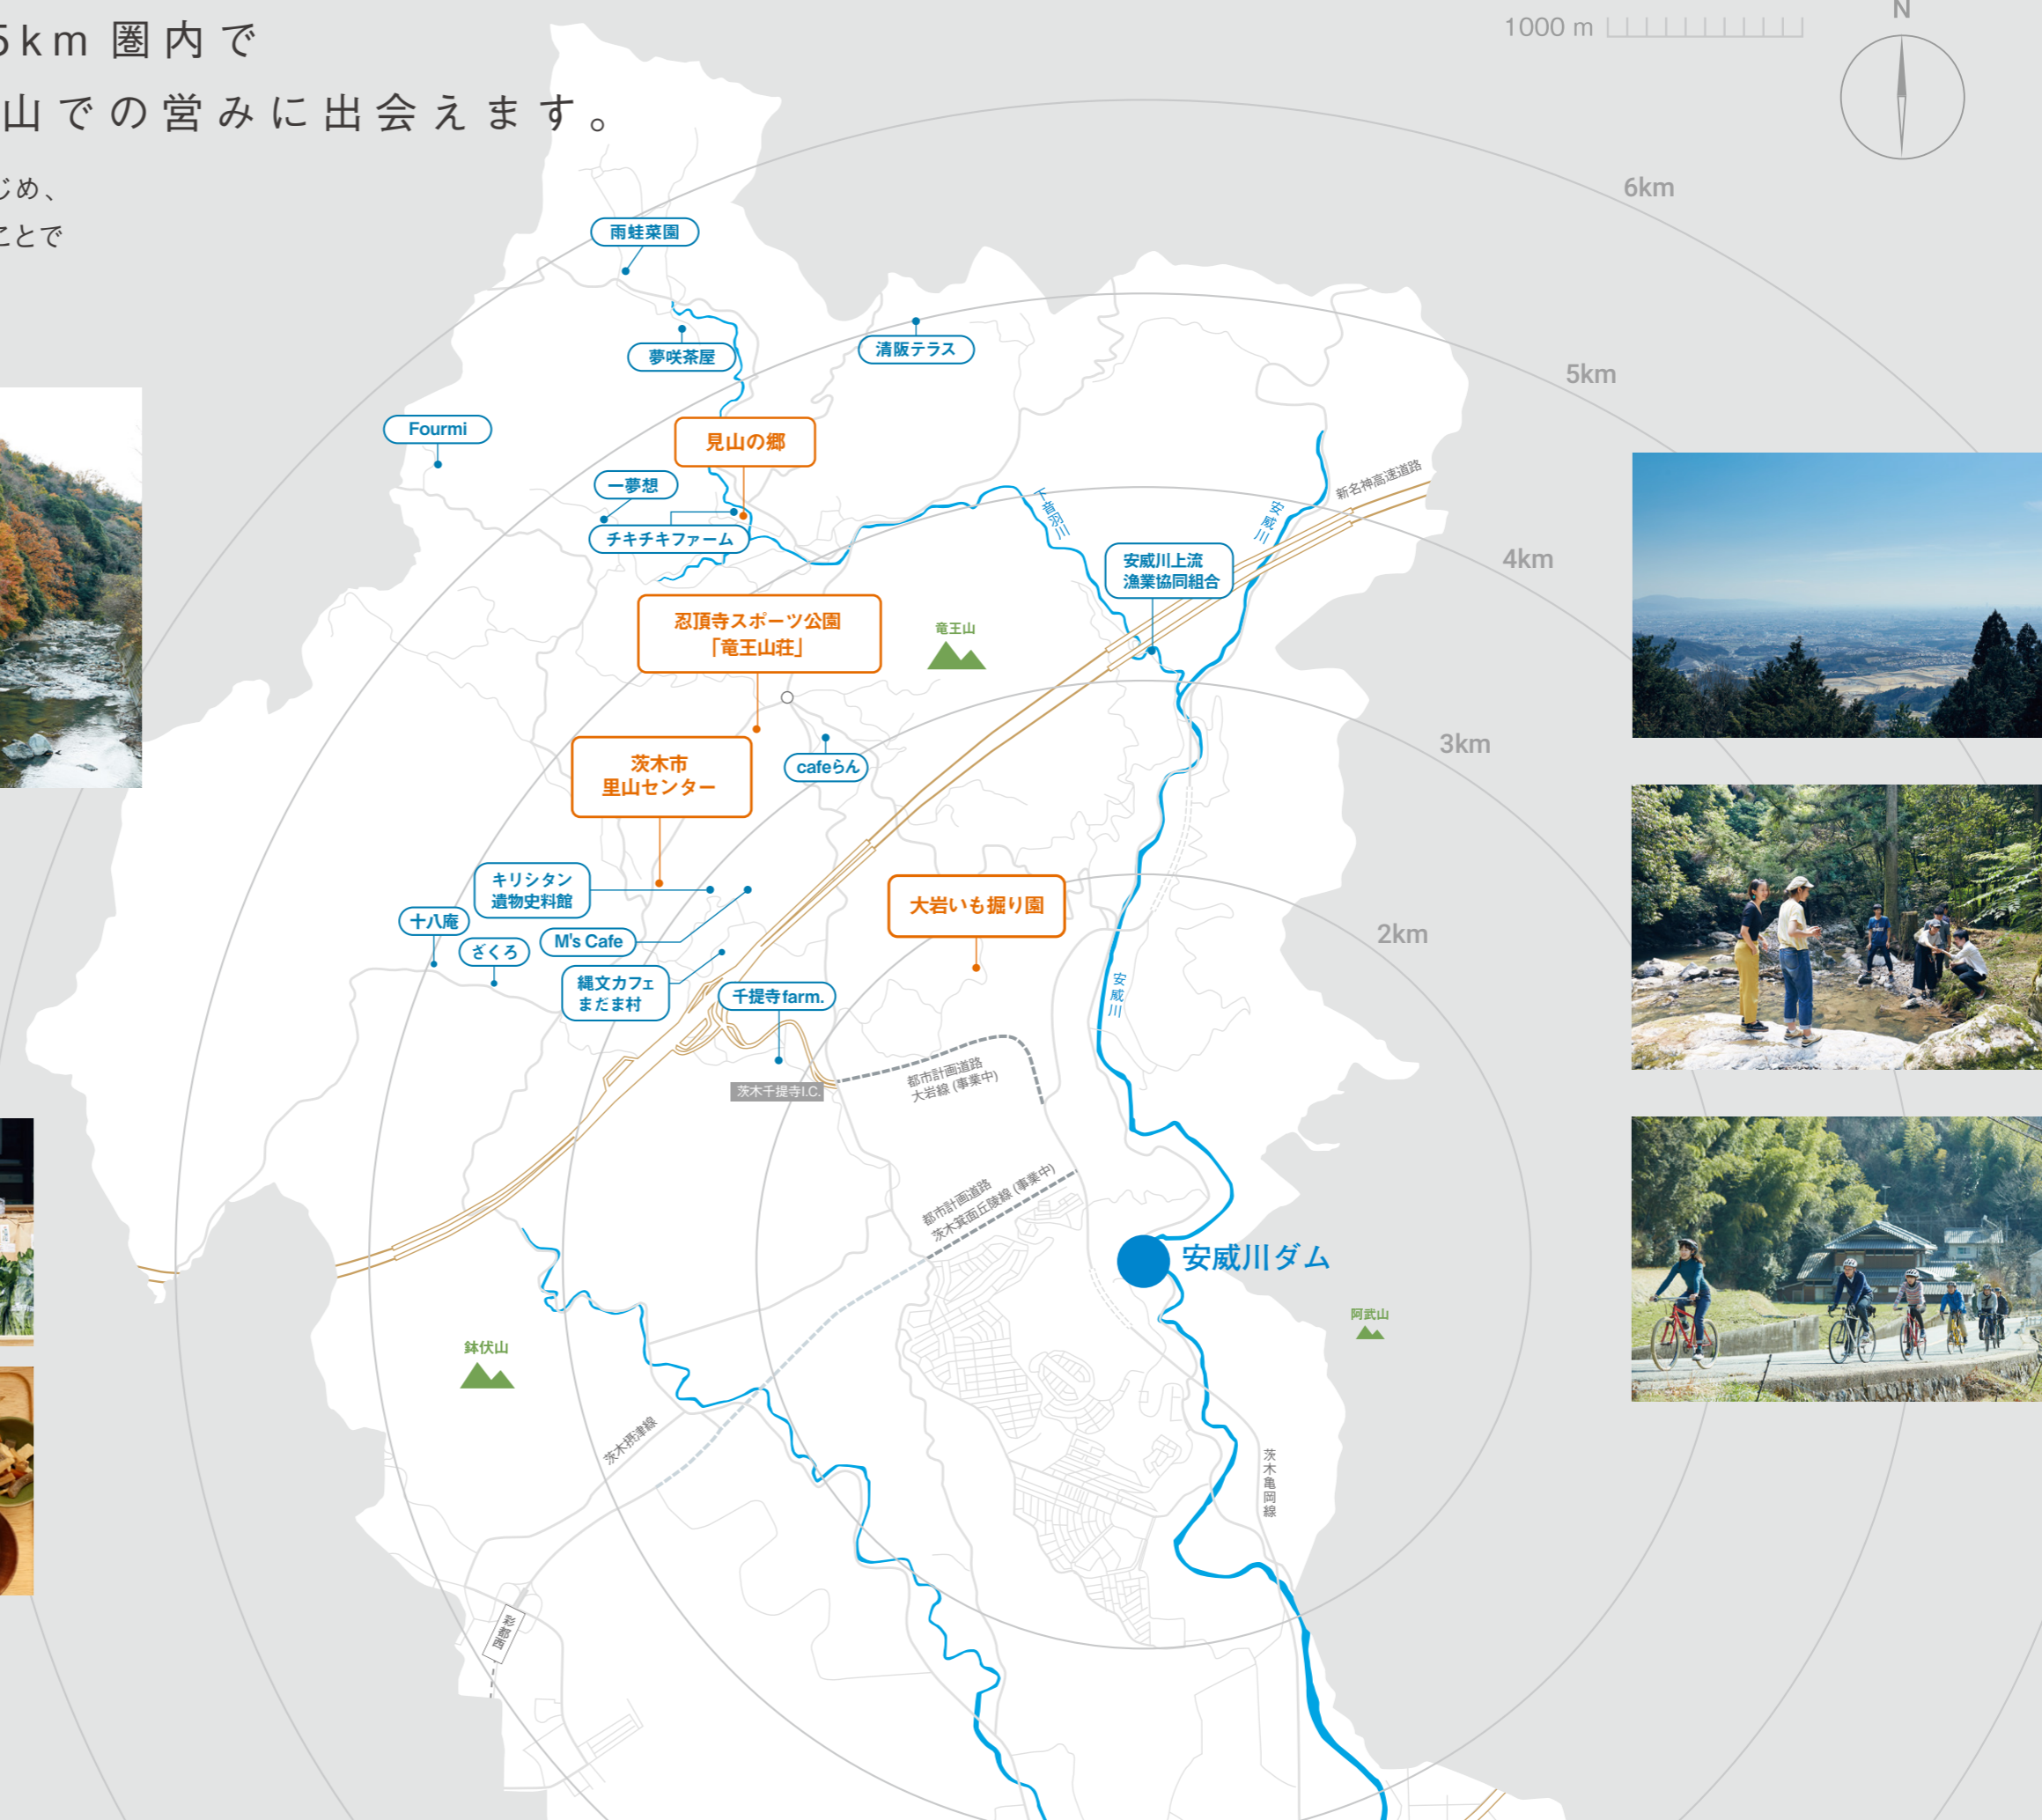 5km 圏内で
山での営みに出会えます。
じめ、
ことで
1000 m
N
6km
5km
4km
3km
2km
雨蛙菜園
夢咲茶屋
清阪テラス
Fourmi
見山の郷
一夢想
チキチキファーム
下音羽川
安威川
新名神高速道路
安威川上流
漁業協同組合
忍頂寺スポーツ公園
「竜王山荘」
竜王山
茨木市
里山センター
cafeらん
キリシタン
遺物史料館
大岩いも掘り園
十八庵
ざくろ
M's Cafe
縄文カフェ
まだま村
千提寺farm.
安威川
茨木千提寺I.C.
都市計画道路
大岩線 (事業中)
都市計画道路
茨木箕面丘陵線 (事業中)
安威川ダム
阿武山
鉢伏山
茨木摂津線
茨木亀岡線
彩都西